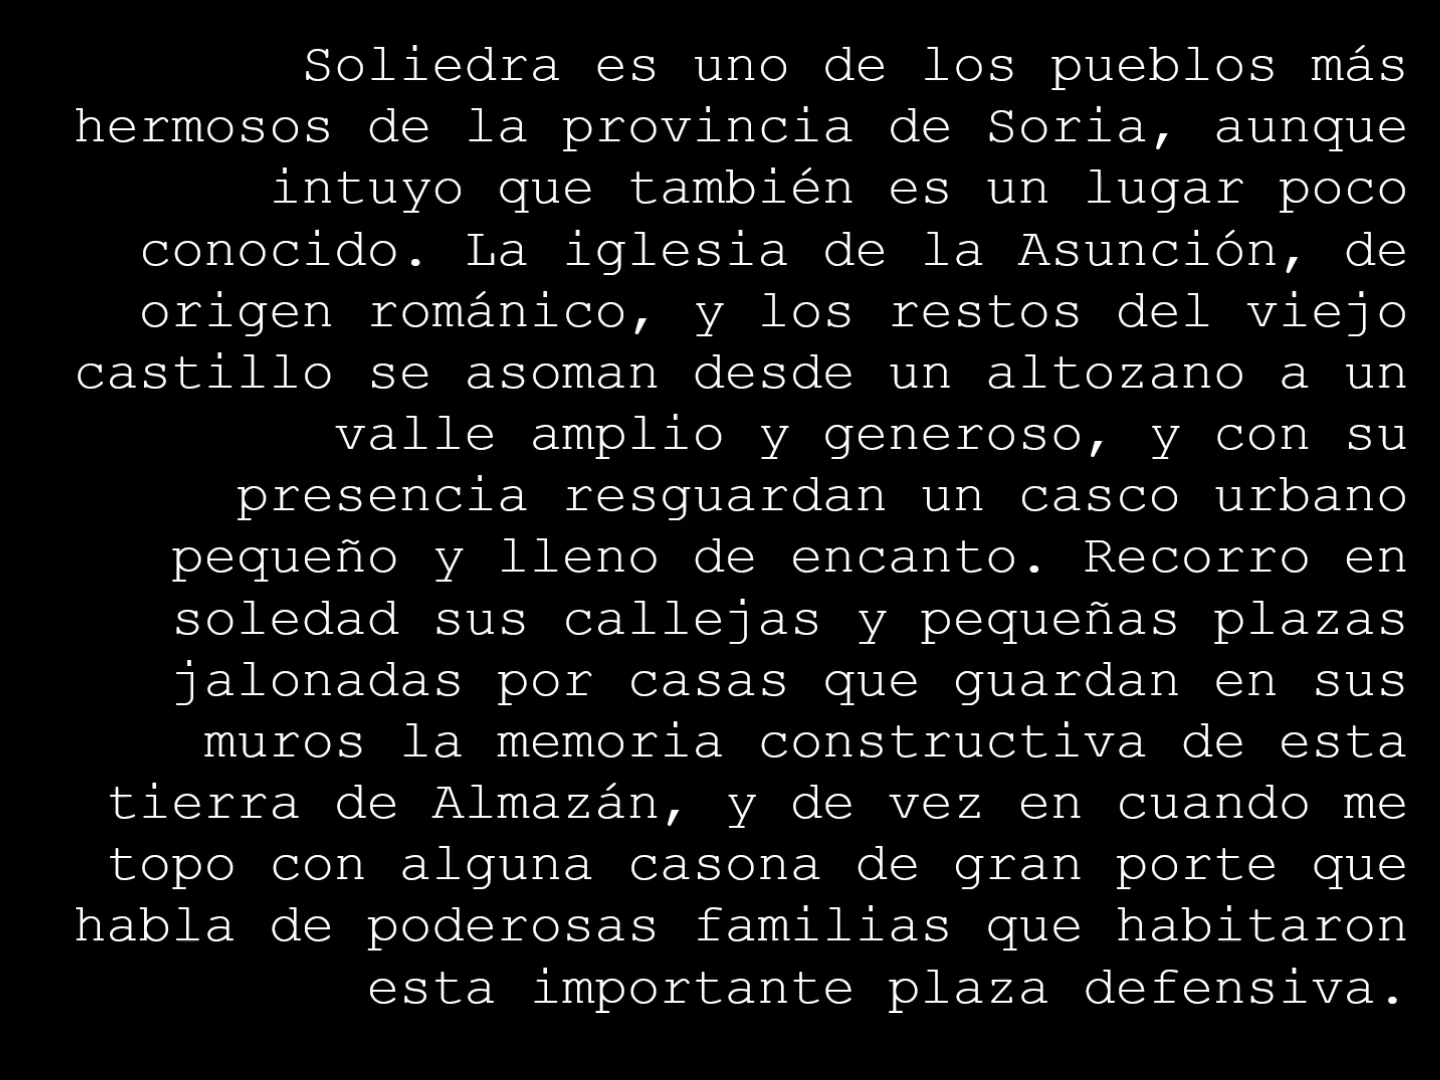 Soliedra es uno de los pueblos más
hermosos de la provincia de Soria, aunque
intuyo que también es un lugar poco
conocido. La iglesia de la Asunción, de
origen románico, y los restos del viejo
castillo se asoman desde un altozano a un
valle amplio y generoso, y con su
presencia resguardan un casco urbano
pequeño y lleno de encanto. Recorro en
soledad sus callejas y pequeñas plazas
jalonadas por casas que guardan en sus
muros la memoria constructiva de esta
tierra de Almazán, y de vez en cuando me
topo con alguna casona de gran porte que
habla de poderosas familias que habitaron
esta importante plaza defensiva.